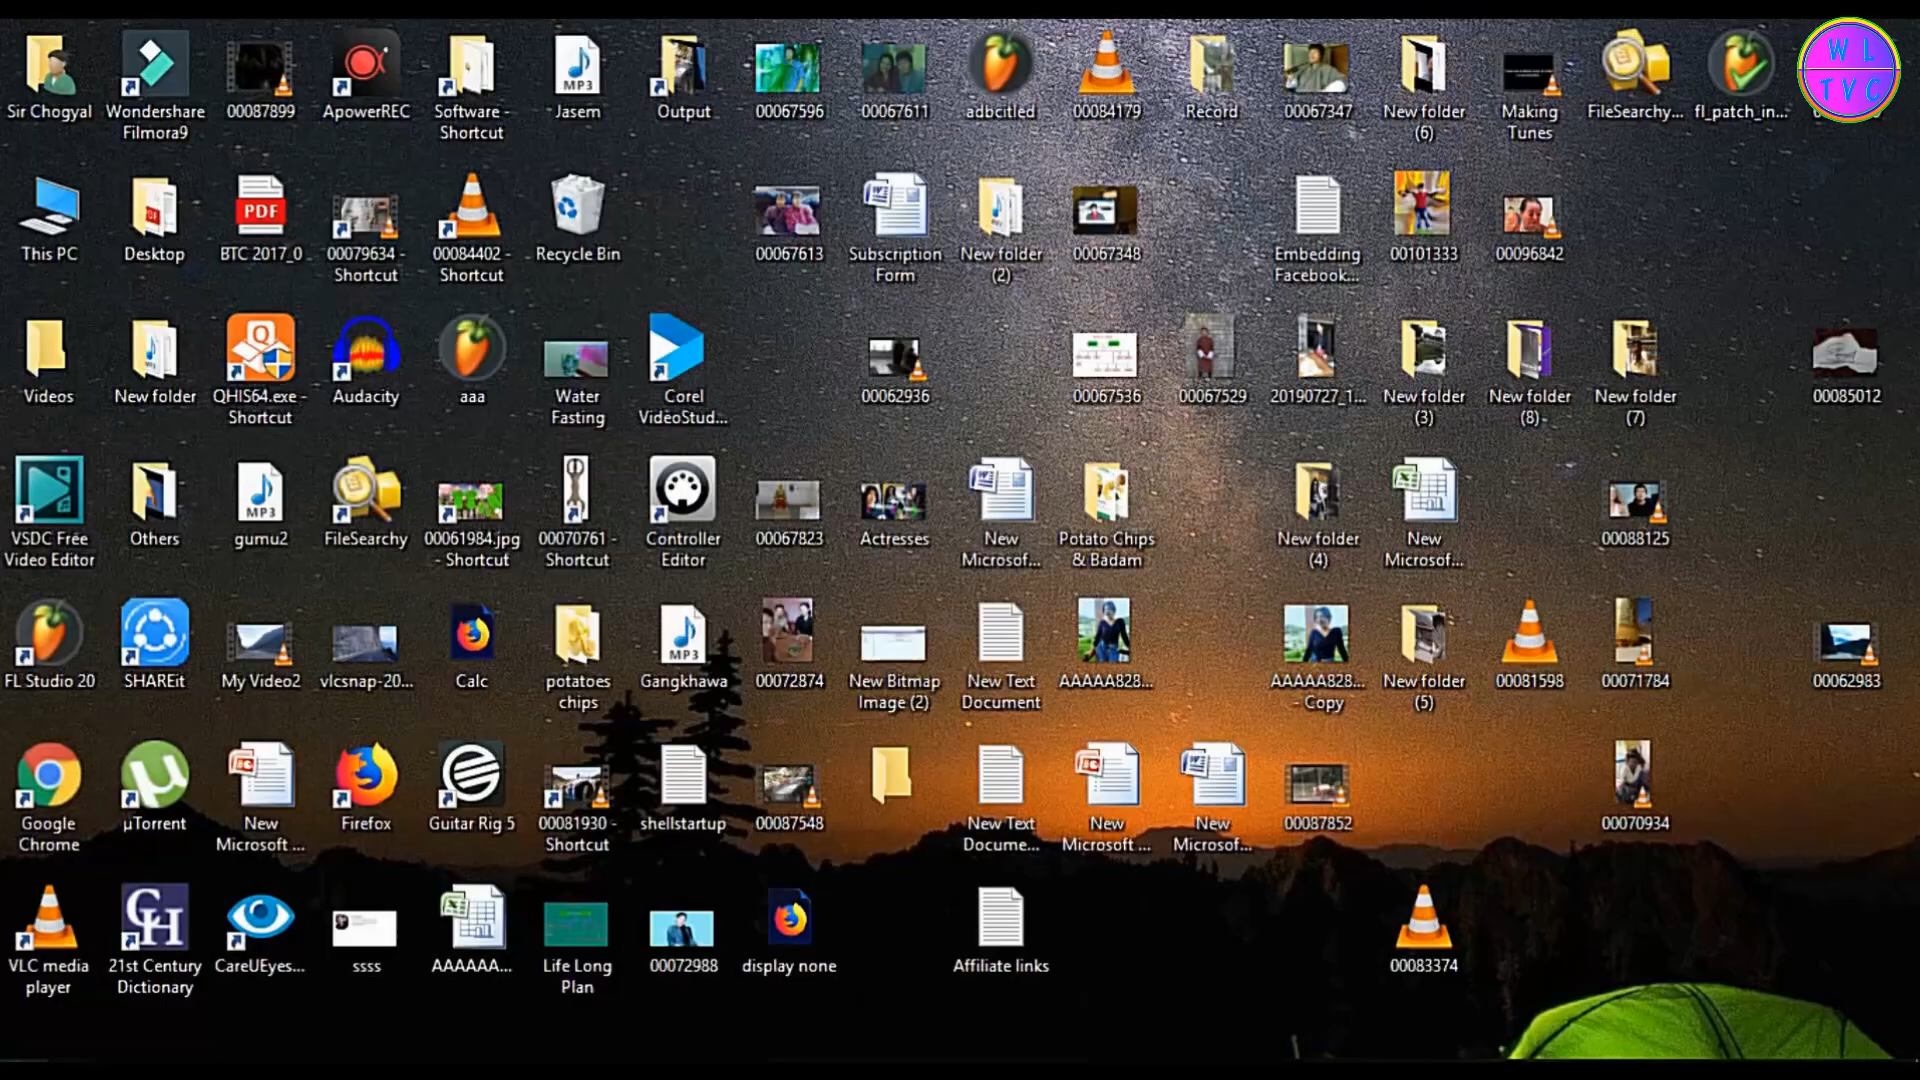 Sir Chogyal
Wondershare
Filmora9
00087899
ApowerREC
Software -
Shortcut
Jasem
Output
00067596
00067611
adbcitled
00084179
Record
00067347
New folder
(6)
Making
Tunes
FileSearchy...
fl_patch_in...
W L
T V C
This PC
Desktop
PDF
BTC 2017_0
00079634 -
Shortcut
00084402 -
Shortcut
Recycle Bin
00067613
Subscription
Form
New folder
(2)
00067348
Embedding
Facebook...
00101333
00096842
Videos
New folder
QHIS64.exe -
Shortcut
Audacity
aaa
Water
Fasting
Corel
VideoStud...
00062936
00067536
00067529
20190727_1...
New folder
(3)
New folder
(8)
New folder
(7)
00085012
VSDC Free
Video Editor
Others
MP3
gumu2
FileSearchy
00061984.jpg
- Shortcut
00070761 -
Shortcut
Controller
Editor
00067823
Actresses
New
Microsof...
Potato Chips
& Badam
New folder
(4)
New
Microsof...
00088125
FL Studio 20
SHAREit
My Video2
vlcsnap-20...
Calc
potatoes
chips
MP3
Gangkhawa
00072874
New Bitmap
Image (2)
New Text
Document
AAAAA828...
AAAAA828...
- Copy
New folder
(5)
00081598
00071784
00062983
Google
Chrome
µTorrent
New
Microsoft ...
Firefox
Guitar Rig 5
00081930 -
Shortcut
shellstartup
00087548
New Text
Docume...
New
Microsoft ...
New
Microsof...
00087852
00070934
VLC media
player
CH
21st Century
Dictionary
CareUEyes...
ssss
AAAAAA...
Life Long
Plan
00072988
display none
Affiliate links
00083374